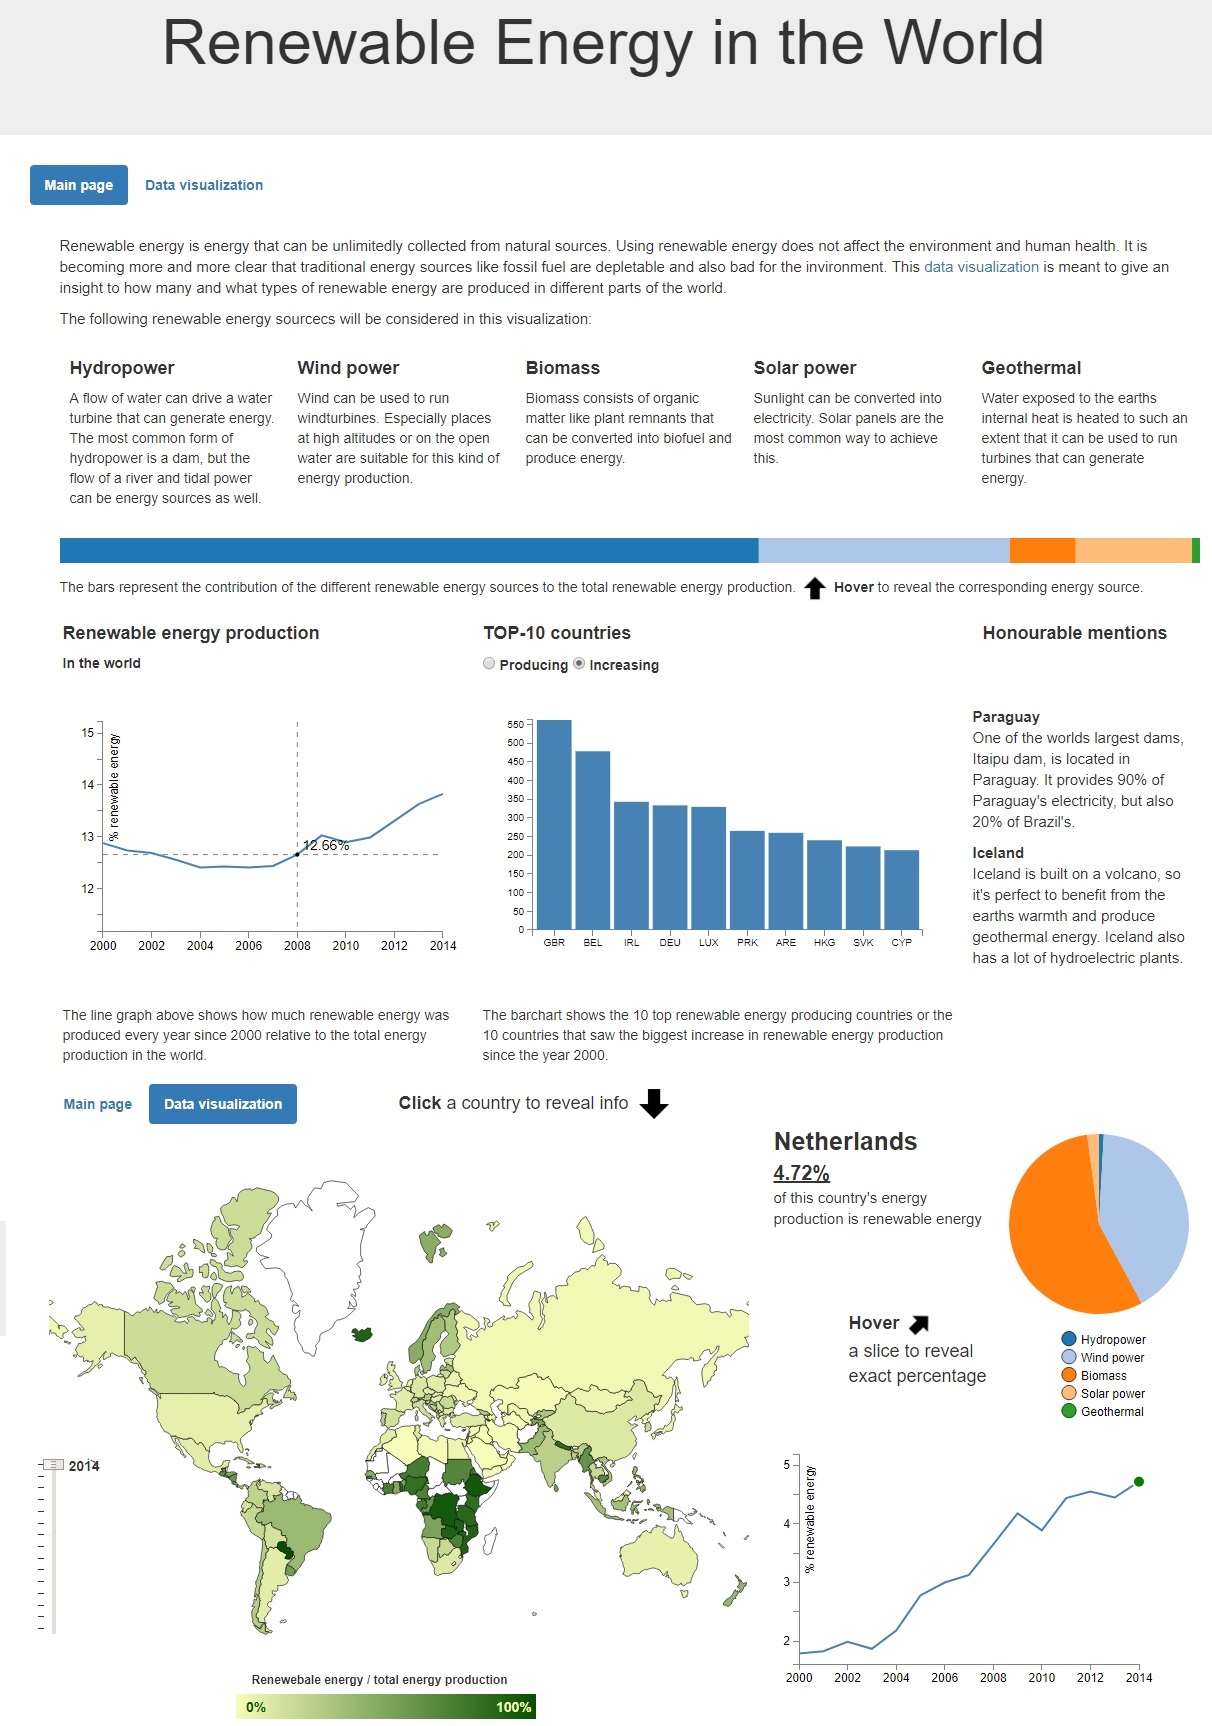 Renewable Energy in the World
Main page
Data visualization
Renewable energy is energy that can be unlimitedly collected from natural sources. Using renewable energy does not affect the environment and human health. It is
becoming more and more clear that traditional energy sources like fossil fuel are depletable and also bad for the invironment. This data visualization is meant to give an
insight to how many and what types of renewable energy are produced in different parts of the world.
The following renewable energy sourcecs will be considered in this visualization:
Hydropower
A flow of water can drive a water
turbine that can generate energy.
The most common form of
hydropower is a dam, but the
flow of a river and tidal power
can be energy sources as well.
Wind power
Wind can be used to run
windturbines. Especially places
at high altitudes or on the open
water are suitable for this kind of
energy production.
Biomass
Biomass consists of organic
matter like plant remnants that
can be converted into biofuel and
produce energy.
Solar power
Sunlight can be converted into
electricity. Solar panels are the
most common way to achieve
this.
Geothermal
Water exposed to the earths
internal heat is heated to such an
extent that it can be used to run
turbines that can generate
energy.
The bars represent the contribution of the different renewable energy sources to the total renewable energy production.
Hover to reveal the corresponding energy source.
Renewable energy production
In the world
% renewable energy
15
14
13
12
12.66%
2000 2002 2004 2006 2008 2010 2012 2014
The line graph above shows how much renewable energy was
produced every year since 2000 relative to the total energy
production in the world.
TOP-10 countries
Producing Increasing
550
500
450
400
350
300
250
200
150
100
50
0
GBR BEL IRL DEU LUX PRK ARE HKG SVK CYP
The barchart shows the 10 top renewable energy producing countries or the
10 countries that saw the biggest increase in renewable energy production
since the year 2000.
Honourable mentions
Paraguay
One of the worlds largest dams,
Itaipu dam, is located in
Paraguay. It provides 90% of
Paraguay's electricity, but also
20% of Brazil's.
Iceland
Iceland is built on a volcano, so
it's perfect to benefit from the
earths warmth and produce
geothermal energy. Iceland also
has a lot of hydroelectric plants.
Main page
Data visualization
Click a country to reveal info
2014
Renewebale energy / total energy production
0% 100%
Netherlands
4.72%
of this country's energy
production is renewable energy
Hover
a slice to reveal
exact percentage
Hydropower
Wind power
Biomass
Solar power
Geothermal
% renewable energy
5
4
3
2
2000 2002 2004 2006 2008 2010 2012 2014